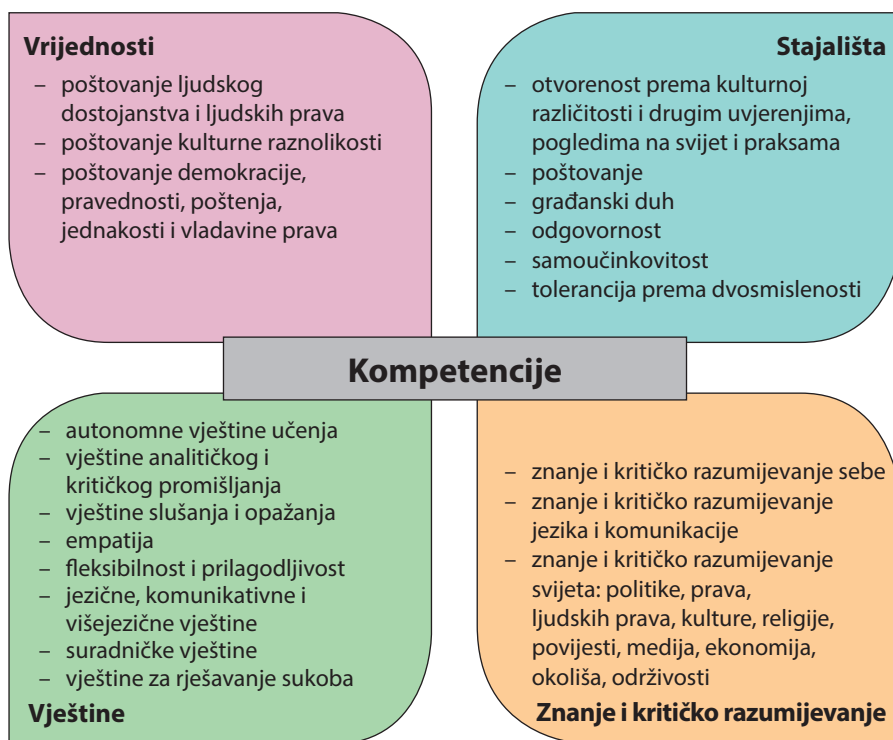 Vrijednosti
– poštovanje ljudskog
dostojanstva i ljudskih prava
– poštovanje kulturne raznolikosti
– poštovanje demokracije,
pravednosti, poštenja,
jednakosti i vladavine prava
Stajališta
– otvorenost prema kulturnoj
različitosti i drugim uvjerenjima,
pogledima na svijet i praksama
– poštovanje
– građanski duh
– odgovornost
– samoučinkovitost
– tolerancija prema dvosmislenosti
Kompetencije
– autonomne vještine učenja
– vještine analitičkog i
kritičkog promišljanja
– vještine slušanja i opažanja
– empatija
– fleksibilnost i prilagodljivost
– jezične, komunikativne i
višejezične vještine
– suradničke vještine
– vještine za rješavanje sukoba
Vještine
– znanje i kritičko razumijevanje sebe
– znanje i kritičko razumijevanje
jezika i komunikacije
– znanje i kritičko razumijevanje
svijeta: politike, prava,
ljudskih prava, kulture, religije,
povijesti, medija, ekonomija,
okoliša, održivosti
Znanje i kritičko razumijevanje